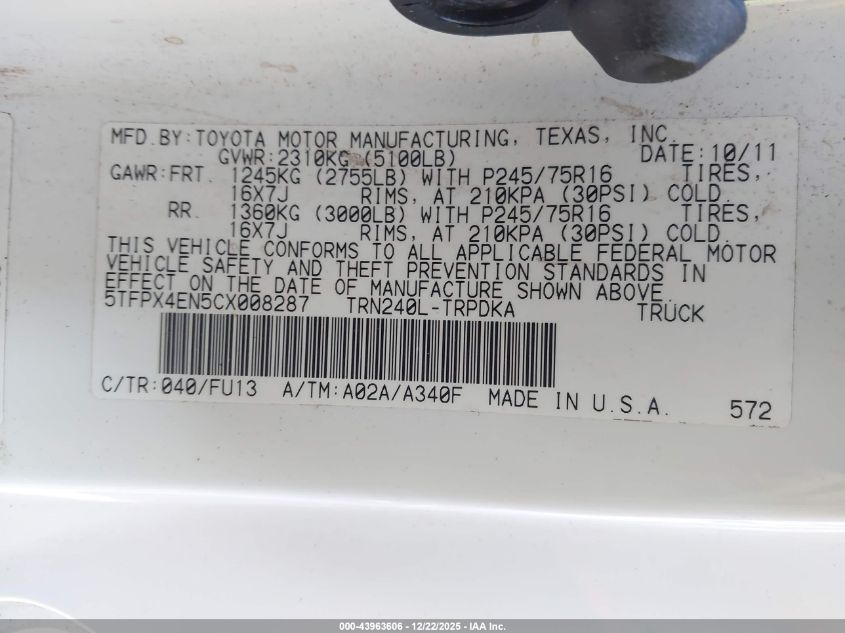 MFD.BY:TOYOTA MOTOR MANUFACTURING, TEXAS, INC.
GVWR:2310KG (5100LB) DATE:10/11
GAWR:FRT. 1245KG (2755LB) WITH P245/75R16 TIRES,
16X7J RIMS, AT 210KPA (30PSI) COLD.
RR. 1360KG (3000LB) WITH P245/75R16 TIRES,
16X7J RIMS, AT 210KPA (30PSI) COLD.
THIS VEHICLE CONFORMS TO ALL APPLICABLE FEDERAL MOTOR
VEHICLE SAFETY AND THEFT PREVENTION STANDARDS IN
EFFECT ON THE DATE OF MANUFACTURE SHOWN ABOVE.
5TFPX4EN5CX008287 TRN240L-TRPDKA TRUCK
C/TR:040/FU13 A/TM:A02A/A340F MADE IN U.S.A. 572
000-43963606 - 12/22/2025 - IAA Inc.